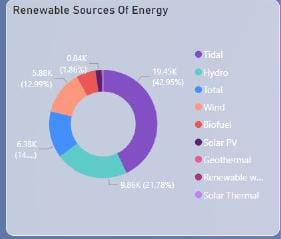 Renewable Sources Of Energy
0.84K
(1.86%)
5.88K
(12.99%)
6.38K
(14....)
19.45K
(42.95%)
9.86K (21.78%)
Tidal
Hydro
Total
Wind
Biofuel
Solar PV
Geothermal
Renewable w...
Solar Thermal